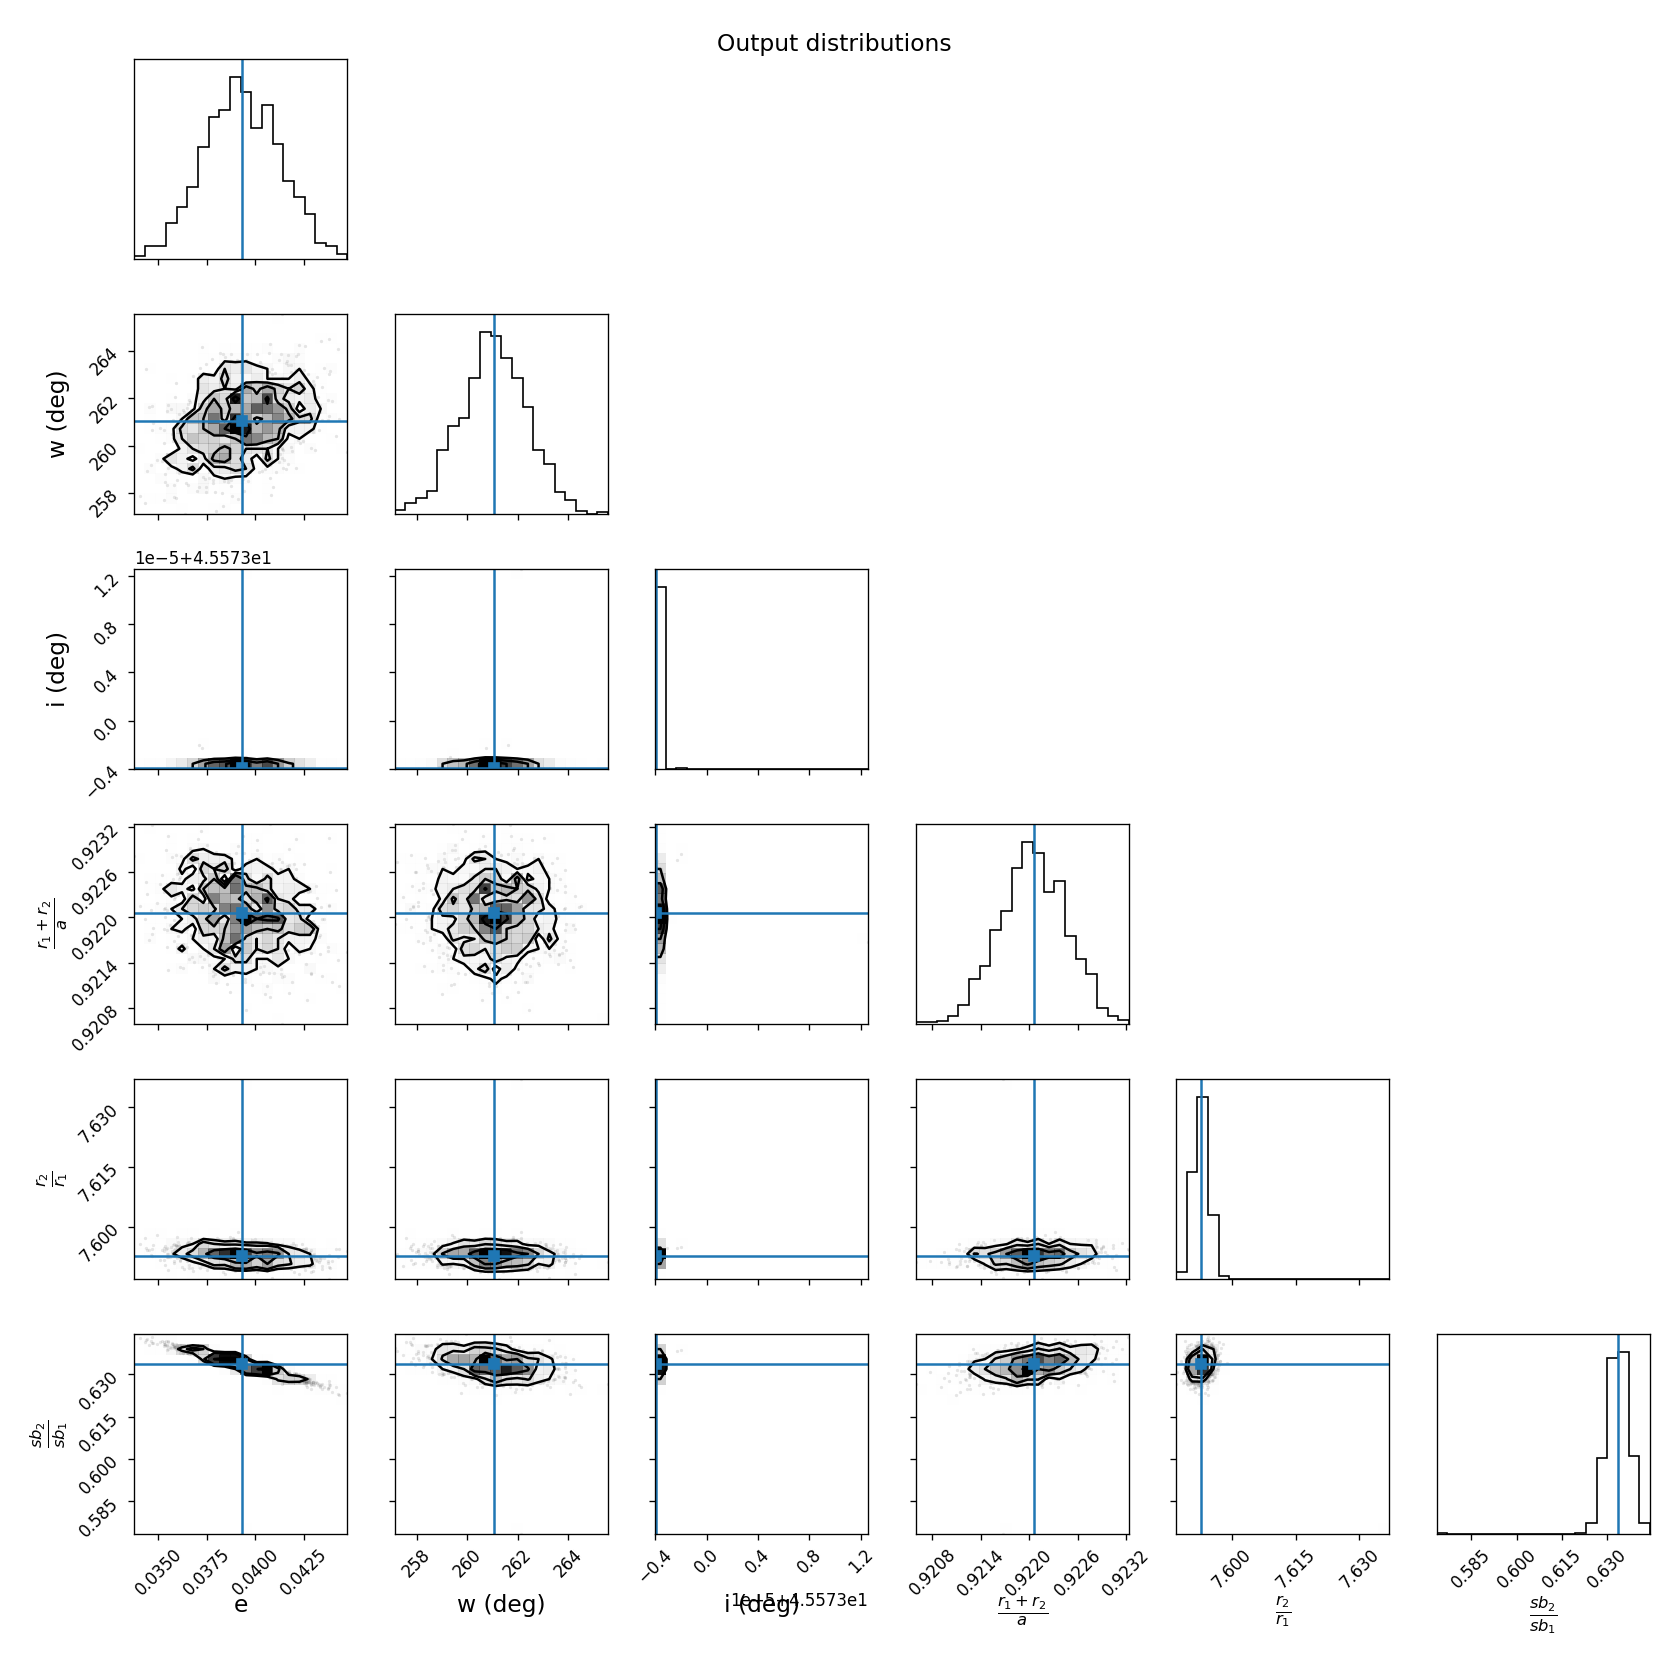 Output distributions
w (deg)
264
262
260
258
1e−5+4.5573e1
i (deg)
1.2
0.8
0.4
0.0
−0.4
r₁ + r₂
a
0.9232
0.9226
0.9220
0.9214
0.9208
r₂
r₁
7.630
7.615
7.600
sb₂
sb₁
0.630
0.615
0.600
0.585
0.0350 0.0375 0.0400 0.0425 258 260 262 264 −0.4 0.0 0.4 0.8 1.2 0.9208 0.9214 0.9220 0.9226 0.9232 7.600 7.615 7.630 0.585 0.600 0.615 0.630
1e−5+4.5573e1
e w (deg) i (deg) r₁ + r₂ r₂ sb₂
a r₁ sb₁